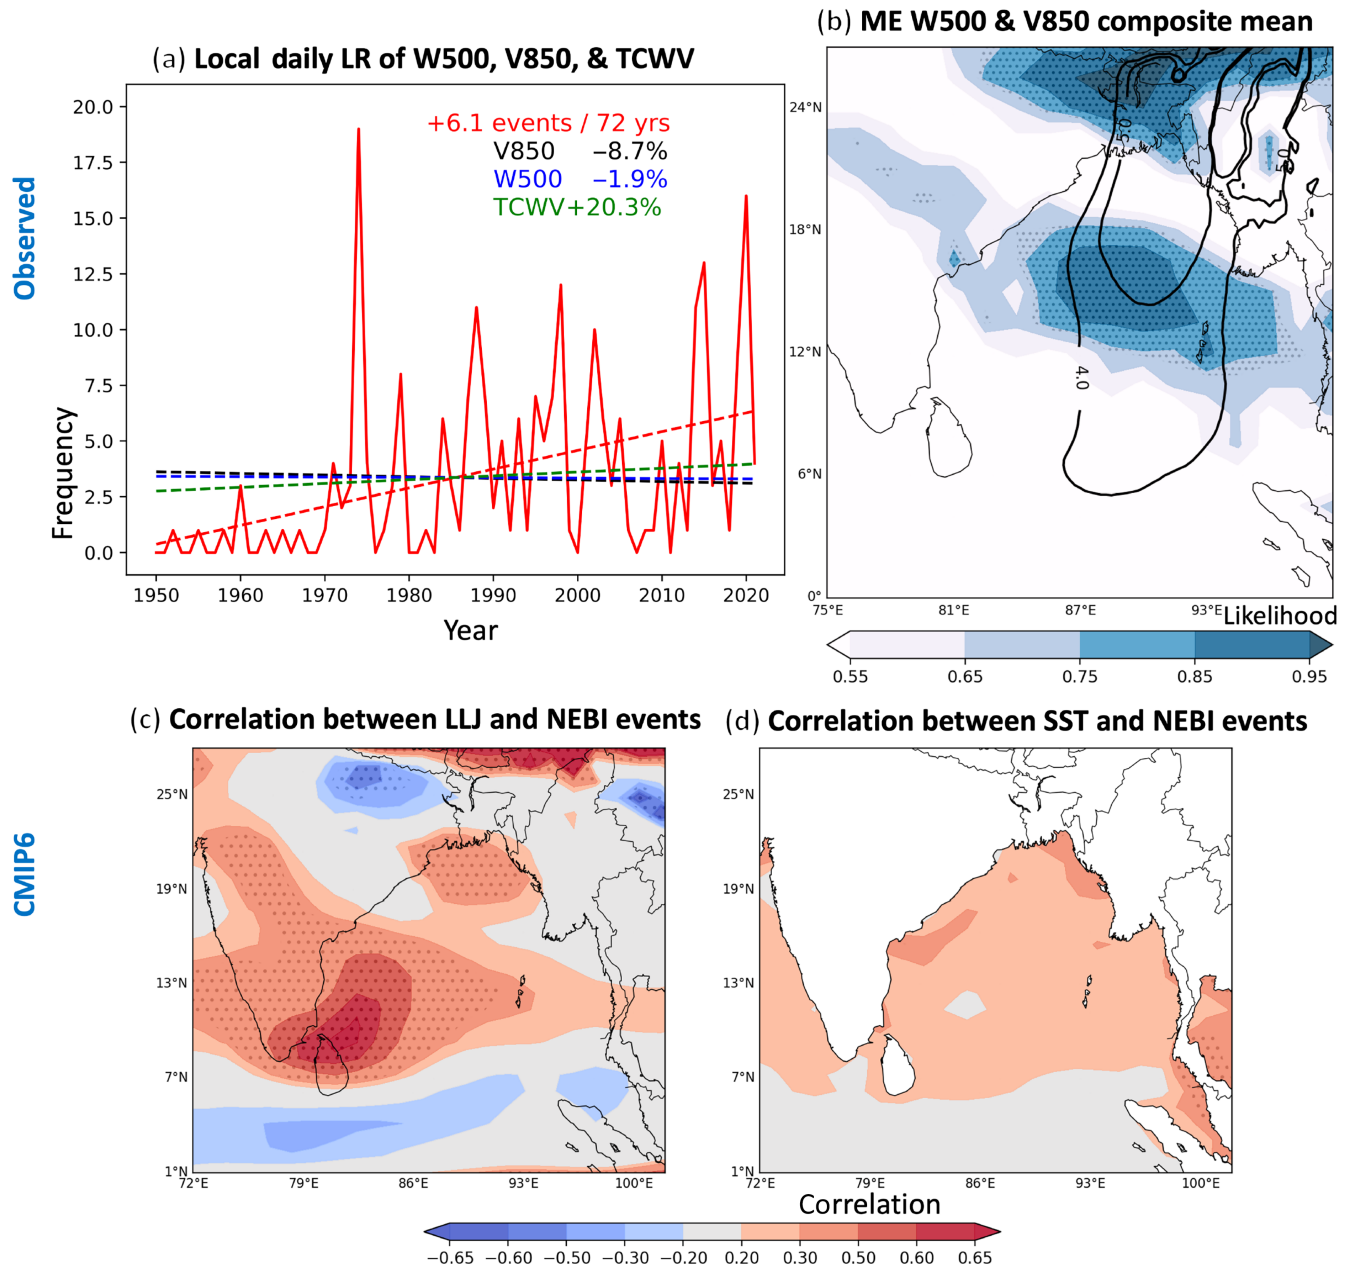 (a) Local daily LR of W500, V850, & TCWV
(b) ME W500 & V850 composite mean
Observed
Frequency
20.0
17.5
15.0
12.5
10.0
7.5
5.0
2.5
0.0
+6.1 events / 72 yrs
V850 −8.7%
W500 −1.9%
TCWV+20.3%
1950 1960 1970 1980 1990 2000 2010 2020
Year
24°N
18°N
12°N
6°N
0°
5.0
5.0
4.0
75°E 81°E 87°E 93°E
Likelihood
0.55 0.65 0.75 0.85 0.95
(c) Correlation between LLJ and NEBI events
(d) Correlation between SST and NEBI events
CMIP6
25°N
19°N
13°N
7°N
1°N
72°E 79°E 86°E 93°E 100°E
25°N
19°N
13°N
7°N
1°N
72°E 79°E 86°E 93°E 100°E
Correlation
−0.65 −0.60 −0.50 −0.30 −0.20 0.20 0.30 0.50 0.60 0.65